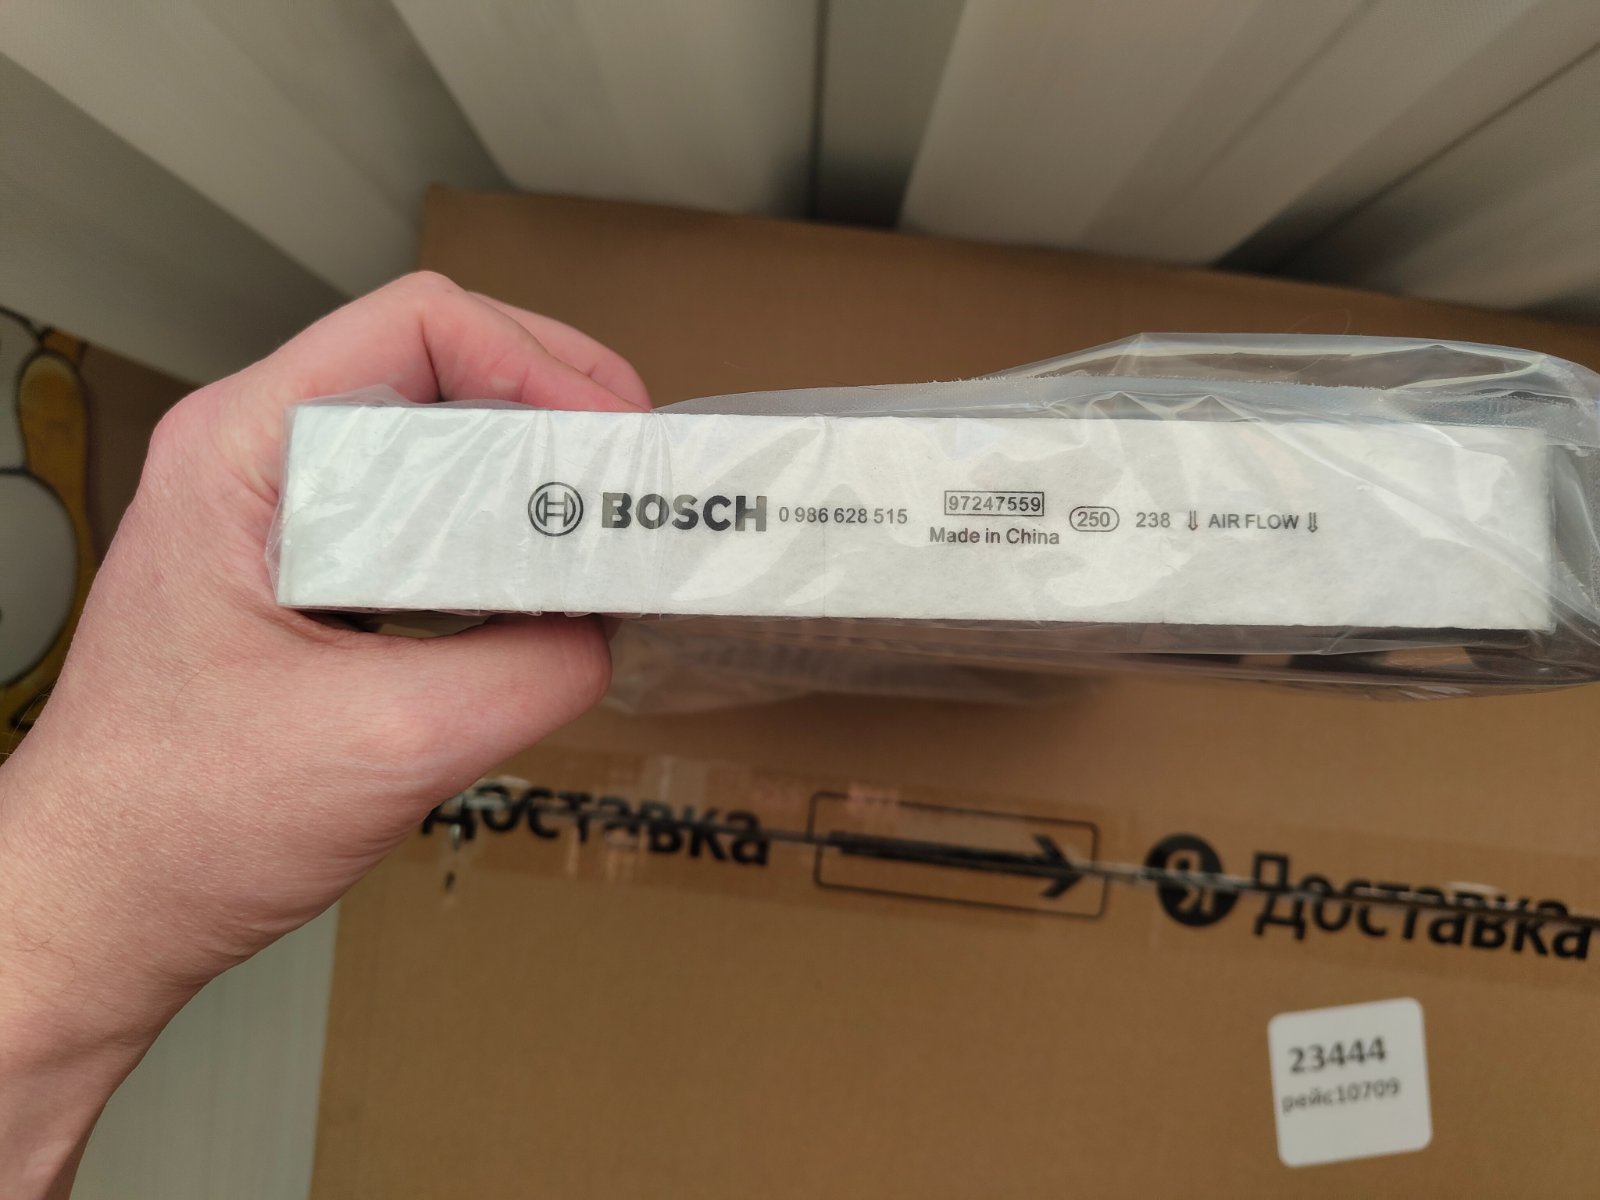 BOSCH 0 986 628 515 97247559 250 238 ⇓ AIR FLOW ⇓
Made in China
Доставка → Я Доставка
23444
рейс10709